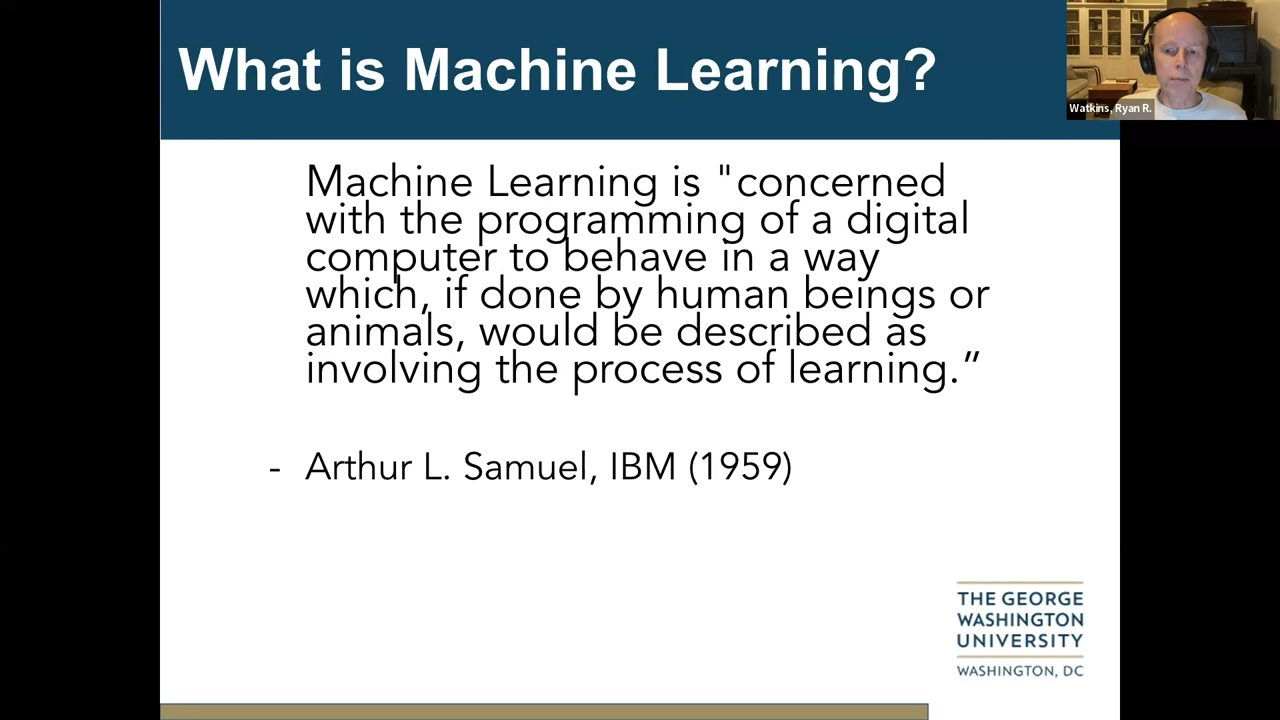 What is Machine Learning?
Watkins, Ryan R.
Machine Learning is "concerned
with the programming of a digital
computer to behave in a way
which, if done by human beings or
animals, would be described as
involving the process of learning.”
- Arthur L. Samuel, IBM (1959)
THE GEORGE
WASHINGTON
UNIVERSITY
WASHINGTON, DC